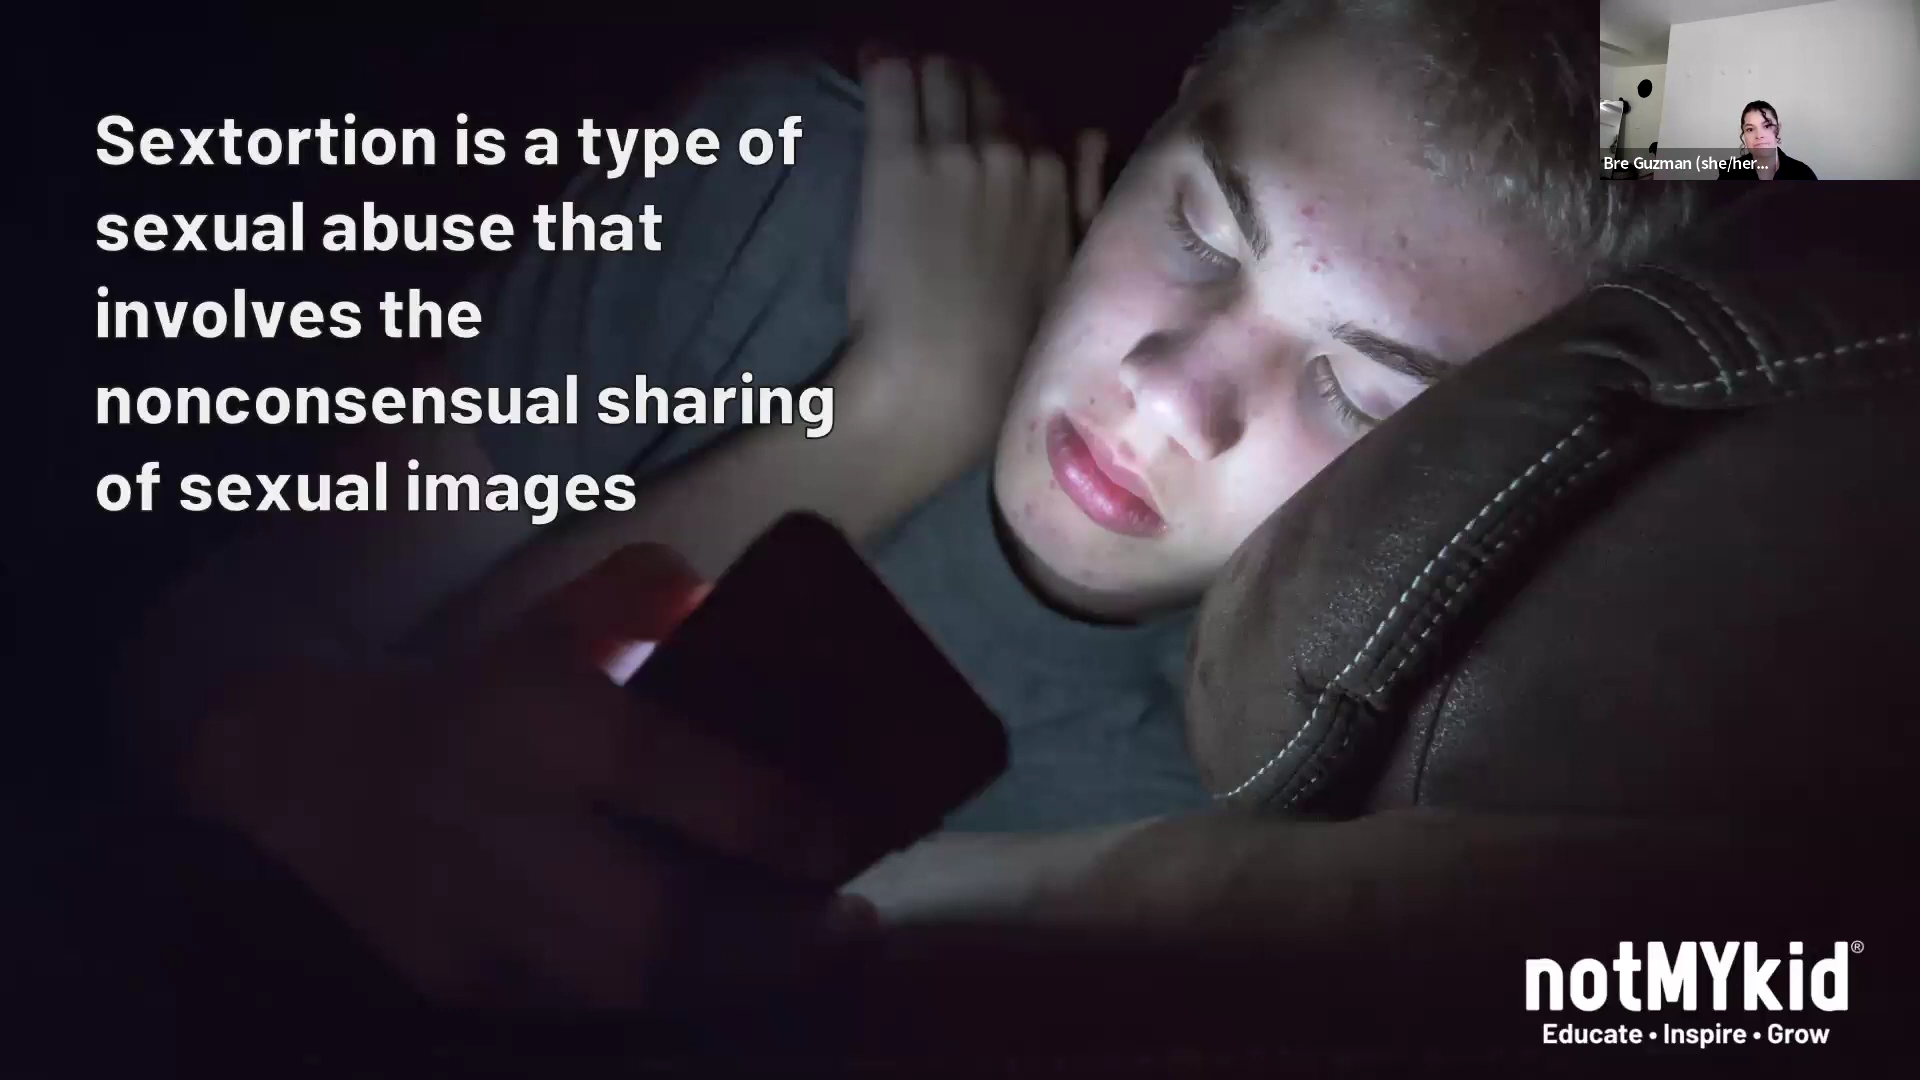 Sextortion is a type of
sexual abuse that
involves the
nonconsensual sharing
of sexual images
Bre Guzman (she/her...
notMYkid®
Educate • Inspire • Grow